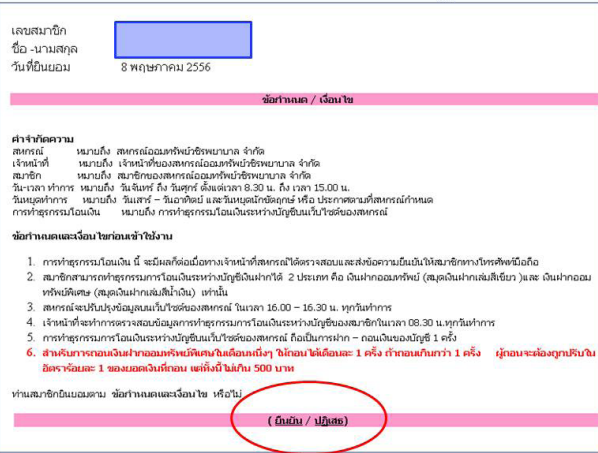 เลขสมาชิก
ชื่อ -นามสกุล
วันที่ยินยอม 8 พฤษภาคม 2556
ข้อกำหนด / เงื่อนไข
คำจำกัดความ
สหกรณ์ หมายถึง สหกรณ์ออมทรัพย์วชิรพยาบาล จำกัด
เจ้าหน้าที่ หมายถึง เจ้าหน้าที่ของสหกรณ์ออมทรัพย์วชิรพยาบาล จำกัด
สมาชิก หมายถึง สมาชิกของสหกรณ์ออมทรัพย์วชิรพยาบาล จำกัด
วัน-เวลา ทำการ หมายถึง วันจันทร์ ถึง วันศุกร์ ตั้งแต่เวลา 8.30 น. ถึง เวลา 15.00 น.
วันหยุดทำการ หมายถึง วันเสาร์ – วันอาทิตย์ และวันหยุดนักขัตฤกษ์ หรือ ประกาศตามที่สหกรณ์กำหนด
การทำธุรกรรมโอนเงิน หมายถึง การทำธุรกรรมโอนเงินระหว่างบัญชีบนเว็บไซต์ของสหกรณ์
ข้อกำหนดและเงื่อนไขก่อนเข้าใช้งาน
1. การทำธุรกรรมโอนเงิน นี้ จะมีผลก็ต่อเมื่อทางเจ้าหน้าที่สหกรณ์ได้ตรวจสอบและส่งข้อความยืนยันให้สมาชิกทางโทรศัพท์มือถือ
2. สมาชิกสามารถทำธุรกรรมการโอนเงินระหว่างบัญชีเงินฝากได้ 2 ประเภท คือ เงินฝากออมทรัพย์ (สมุดเงินฝากเล่มสีเขียว )และ เงินฝากออม
ทรัพย์พิเศษ (สมุดเงินฝากเล่มสีน้ำเงิน) เท่านั้น
3. สหกรณ์จะปรับปรุงข้อมูลบนเว็บไซต์ของสหกรณ์ ในเวลา 16.00 – 16.30 น. ทุกวันทำการ
4. เจ้าหน้าที่จะทำการตรวจสอบข้อมูลการทำธุรกรรมการโอนเงินระหว่างบัญชีของสมาชิกในเวลา 08.30 น.ทุกวันทำการ
5. การทำธุรกรรมการโอนเงินระหว่างบัญชีบนเว็บไซต์ของสหกรณ์ ถือเป็นการฝาก – ถอนเงินของบัญชี 1 ครั้ง
6. สำหรับการถอนเงินฝากออมทรัพย์พิเศษในเดือนหนึ่งๆ ให้ถอนได้เดือนละ 1 ครั้ง ถ้าถอนเกินกว่า 1 ครั้ง ผู้ถอนจะต้องถูกปรับใน
อัตราร้อยละ 1 ของยอดเงินที่ถอน แต่ทั้งนี้ไม่เกิน 500 บาท
ท่านสมาชิกยินยอมตาม ข้อกำหนดและเงื่อนไข หรือไม่
( ยืนยัน / ปฏิเสธ)